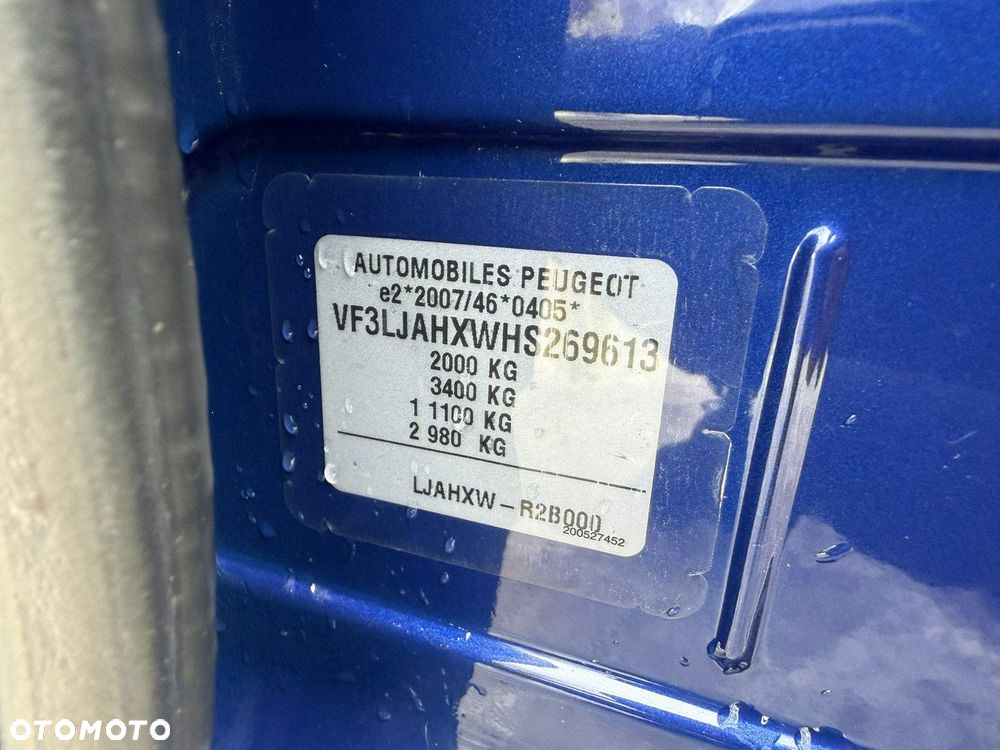 AUTOMOBILES PEUGEOT
e2*2007/46*0405*
VF3LJAHXWHS269613
2000 KG
3400 KG
1 1100 KG
2 980 KG
LJAHXW - R2B000
200527452
OTOMOTO